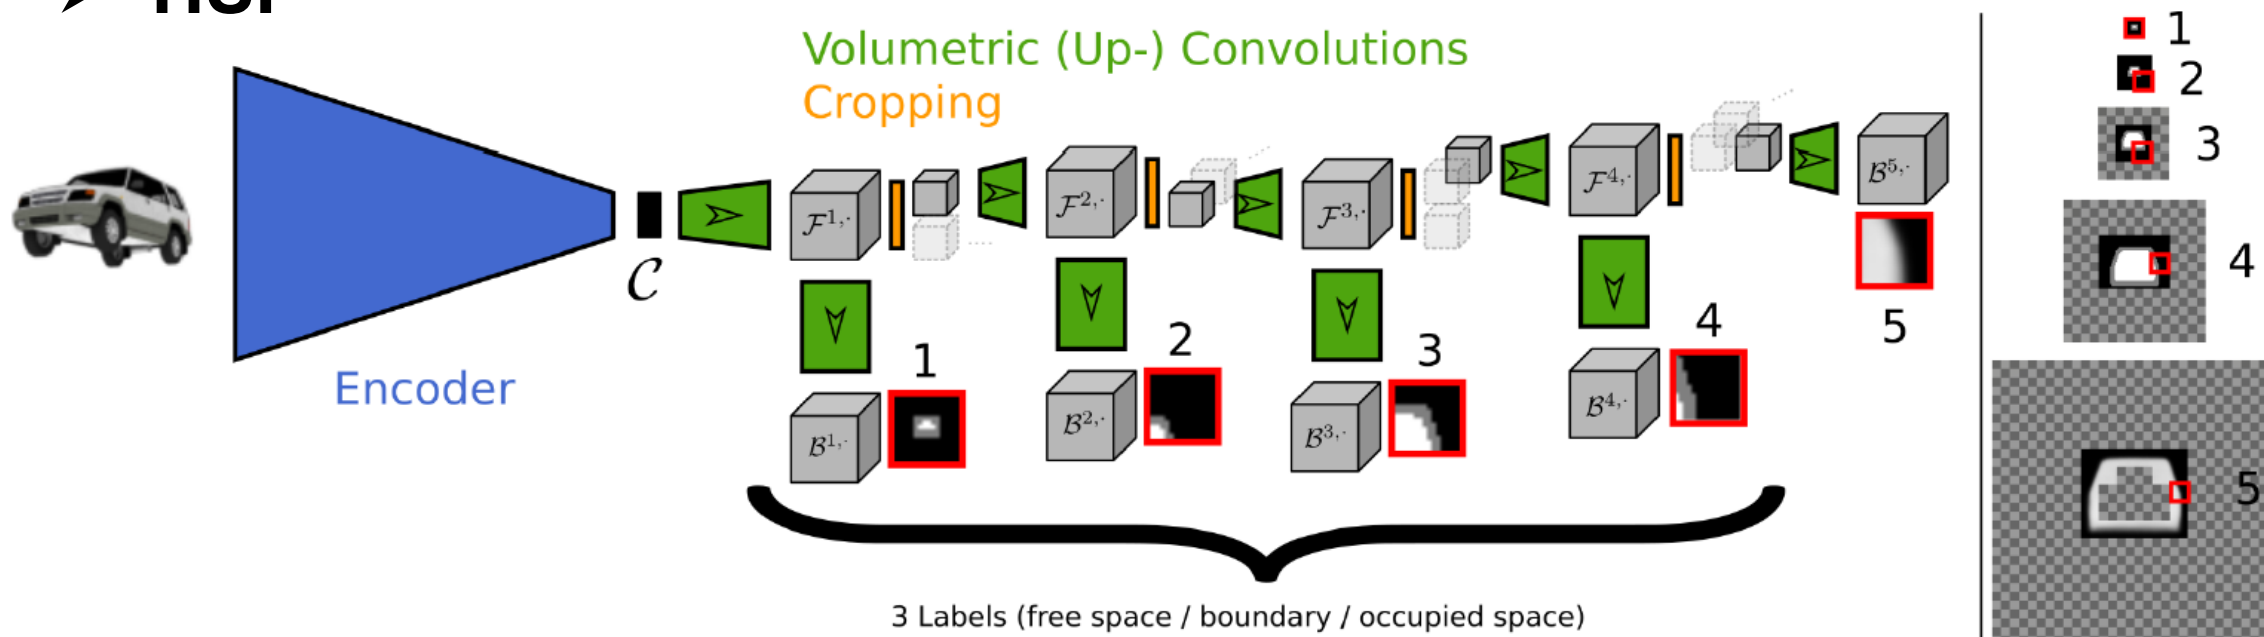 Volumetric (Up-) Convolutions
Cropping
Encoder
C
F¹,·
F²,·
F³,·
F⁴,·
B⁵,·
B¹,·
B²,·
B³,·
B⁴,·
1
2
3
4
5
3 Labels (free space / boundary / occupied space)
1
2
3
4
5